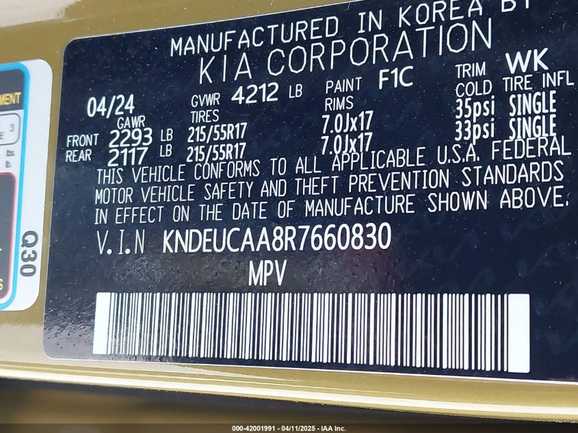 MANUFACTURED IN KOREA BY
KIA CORPORATION
04/24 GVWR 4212 LB PAINT F1C TRIM WK
GAWR TIRES RIMS COLD TIRE INFL
FRONT 2293 LB 215/55R17 7.0Jx17 35psi SINGLE
REAR 2117 LB 215/55R17 7.0Jx17 33psi SINGLE
THIS VEHICLE CONFORMS TO ALL APPLICABLE U.S.A. FEDERAL
MOTOR VEHICLE SAFETY AND THEFT PREVENTION STANDARDS
IN EFFECT ON THE DATE OF MANUFACTURE SHOWN ABOVE.
V.I.N KNDEUCAA8R7660830
MPV
MENT
3
Q30
000-42001991 - 04/11/2025 - IAA Inc.